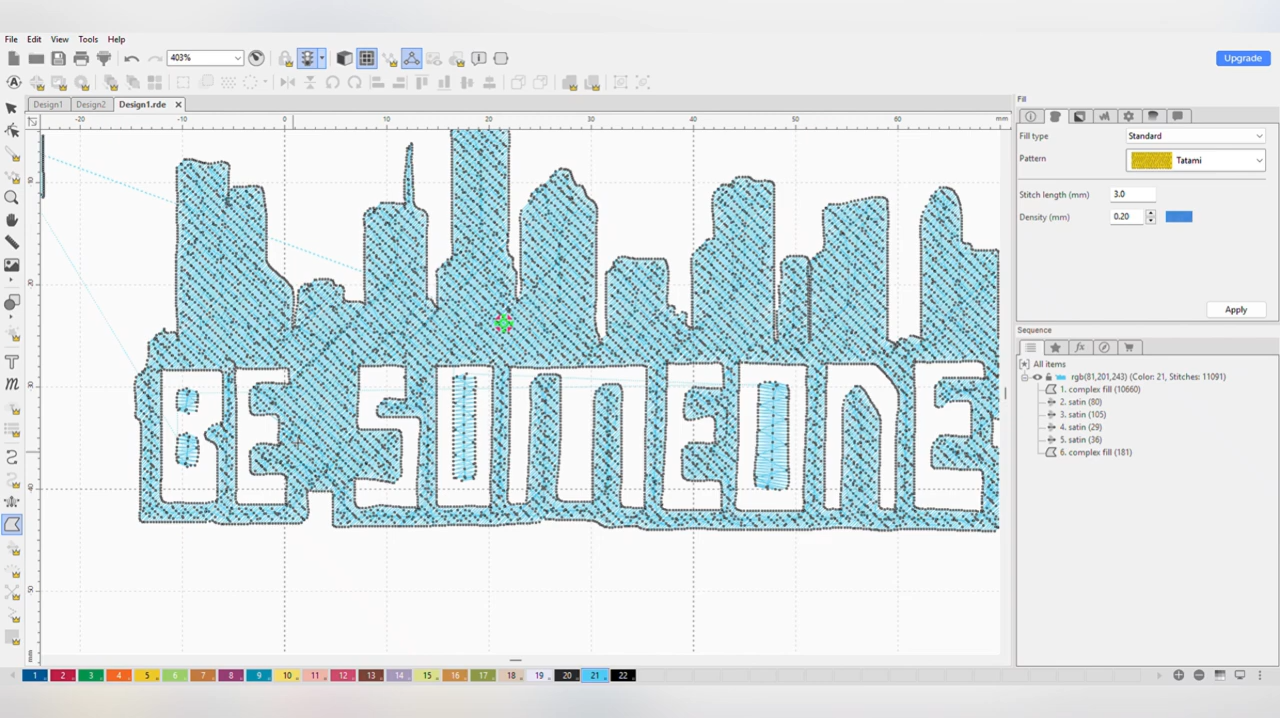 File Edit View Tools Help
403%
Upgrade
Design1 Design2 Design1.rde
-20 -10 0 10 20 30 40 50 60 mm
BE SOMEONE
Fill
Fill type Standard
Pattern Tatami
Stitch length (mm) 3.0
Density (mm) 0.20
Apply
Sequence
All items
rgb(81,201,243) (Color: 21, Stitches: 11091)
1. complex fill (10660)
2. satin (80)
3. satin (105)
4. satin (29)
5. satin (36)
6. complex fill (181)
1 2 3 4 5 6 7 8 9 10 11 12 13 14 15 16 17 18 19 20 21 22